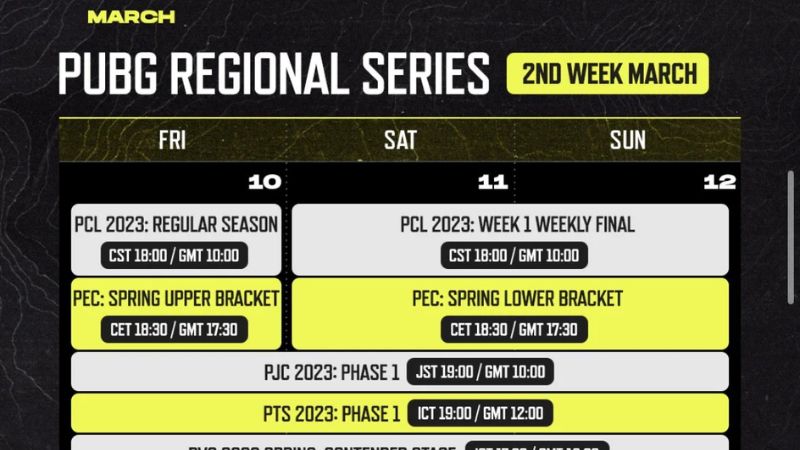 MARCH
PUBG REGIONAL SERIES
2ND WEEK MARCH
FRI SAT SUN
10 11 12
PCL 2023: REGULAR SEASON
CST 18:00 / GMT 10:00
PCL 2023: WEEK 1 WEEKLY FINAL
CST 18:00 / GMT 10:00
PEC: SPRING UPPER BRACKET
CET 18:30 / GMT 17:30
PEC: SPRING LOWER BRACKET
CET 18:30 / GMT 17:30
PJC 2023: PHASE 1 JST 19:00 / GMT 10:00
PTS 2023: PHASE 1 ICT 19:00 / GMT 12:00